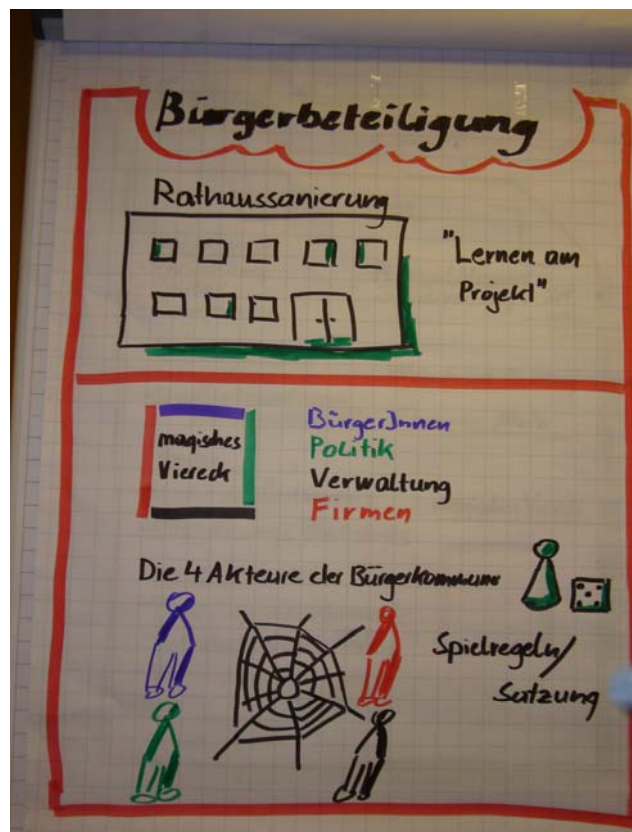 Bürgerbeteiligung
Rathaussanierung
"Lernen am
Projekt"
magisches
Viereck
BürgerInnen
Politik
Verwaltung
Firmen
Die 4 Akteure der Bürgerkommune
Spielregeln/
Satzung